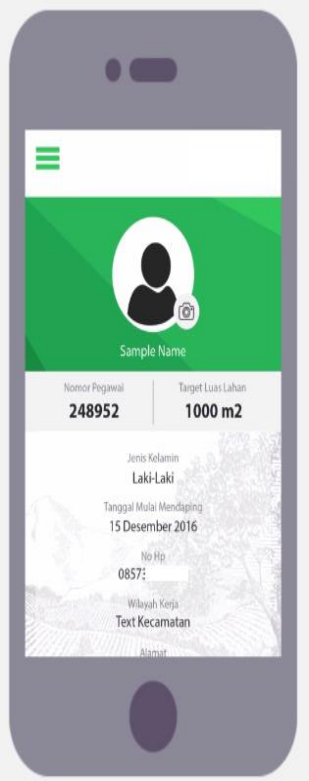 Sample Name
Nomor Pegawai
Target Luas Lahan
248952
1000 m2
Jenis Kelamin
Laki-Laki
Tanggal Mulai Mendaping
15 Desember 2016
No Hp
0857
Wilayah Kerja
Text Kecamatan
Alamat